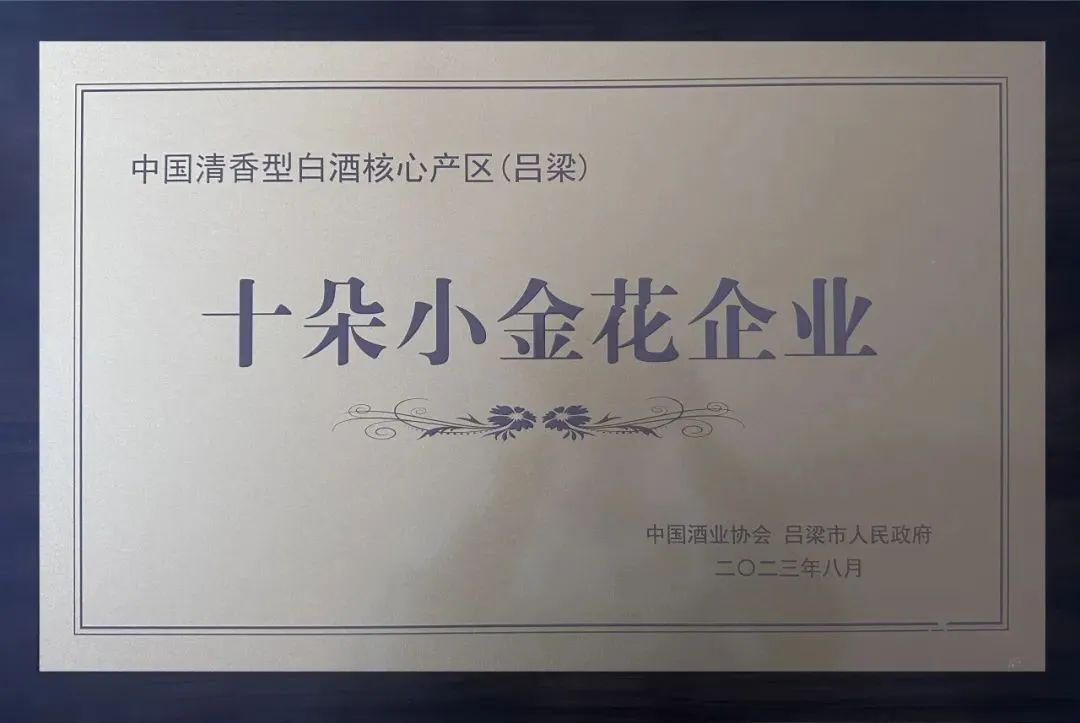 中国清香型白酒核心产区(吕梁)
十朵小金花企业
中国酒业协会 吕梁市人民政府
二〇二三年八月